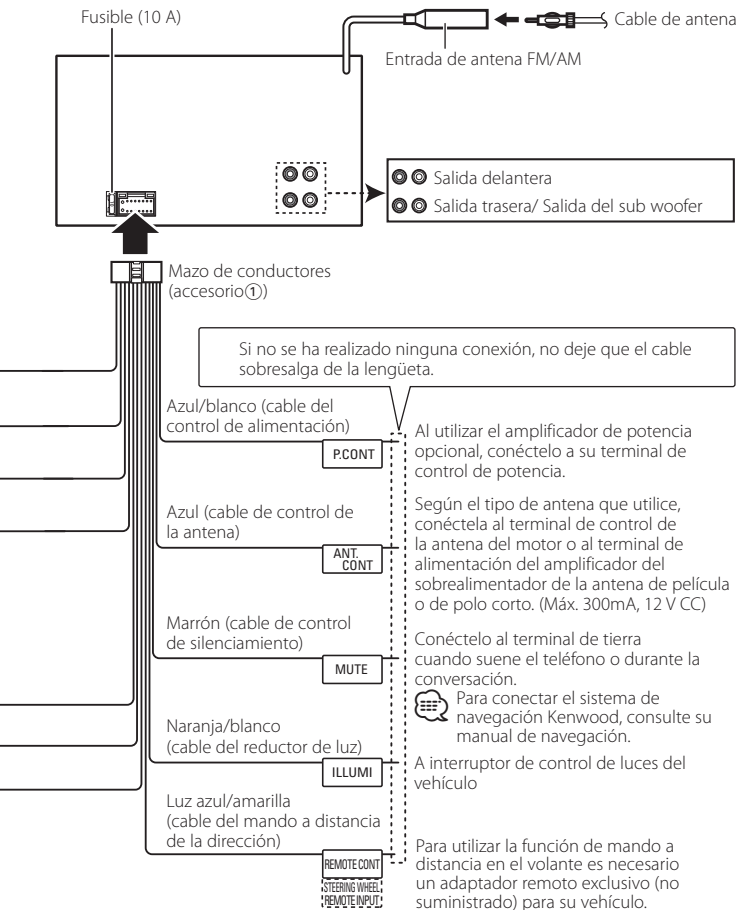 Fusible (10 A)
Cable de antena
Entrada de antena FM/AM
Salida delantera
Salida trasera/ Salida del sub woofer
Mazo de conductores
(accesorio①)
Si no se ha realizado ninguna conexión, no deje que el cable
sobresalga de la lengüeta.
Azul/blanco (cable del
control de alimentación)
P.CONT
Al utilizar el amplificador de potencia
opcional, conéctelo a su terminal de
control de potencia.
Azul (cable de control de
la antena)
ANT.
CONT
Según el tipo de antena que utilice,
conéctela al terminal de control de
la antena del motor o al terminal de
alimentación del amplificador del
sobrealimentador de la antena de película
o de polo corto. (Máx. 300mA, 12 V CC)
Marrón (cable de control
de silenciamiento)
MUTE
Conéctelo al terminal de tierra
cuando suene el teléfono o durante la
conversación.
Para conectar el sistema de
navegación Kenwood, consulte su
manual de navegación.
Naranja/blanco
(cable del reductor de luz)
ILLUMI
A interruptor de control de luces del
vehículo
Luz azul/amarilla
(cable del mando a distancia
de la dirección)
REMOTE CONT
STEERING WHEEL
REMOTE INPUT
Para utilizar la función de mando a
distancia en el volante es necesario
un adaptador remoto exclusivo (no
suministrado) para su vehículo.